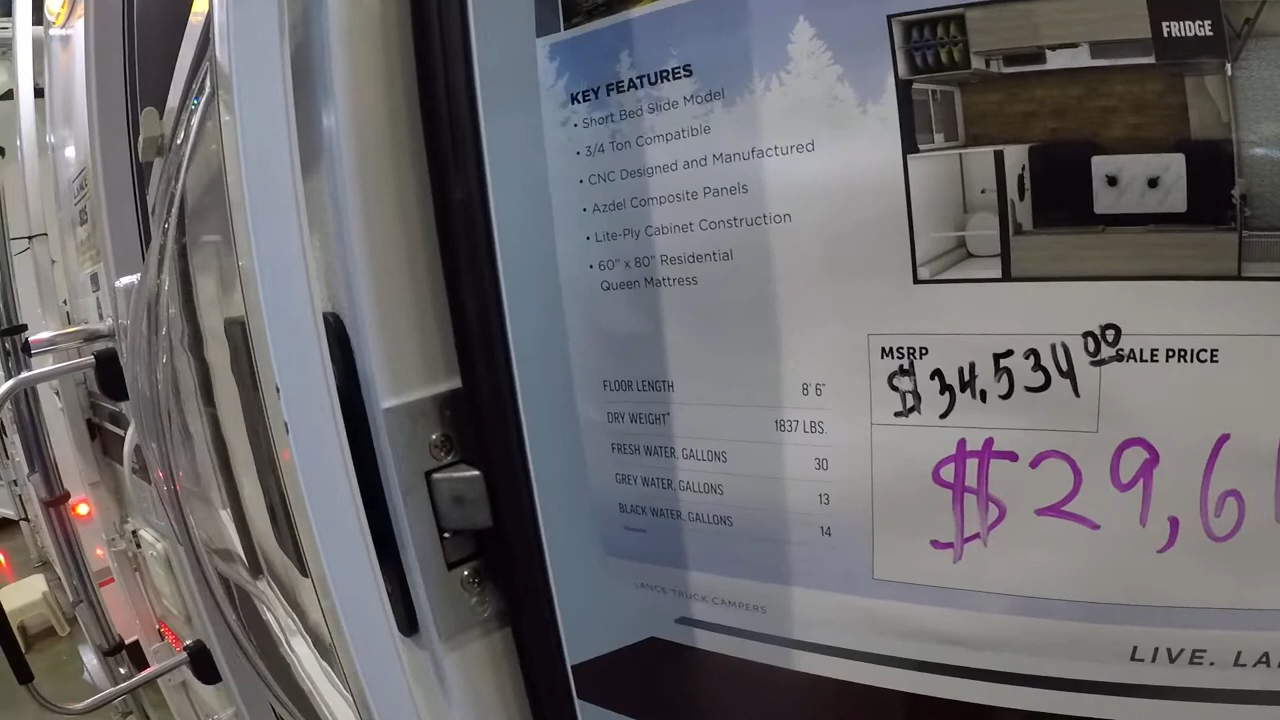 FRIDGE
KEY FEATURES
• Short Bed Slide Model
• 3/4 Ton Compatible
• CNC Designed and Manufactured
• Azdel Composite Panels
• Lite-Ply Cabinet Construction
• 60" x 80" Residential
Queen Mattress
FLOOR LENGTH 8' 6"
DRY WEIGHT* 1837 LBS.
FRESH WATER, GALLONS 30
GREY WATER, GALLONS 13
BLACK WATER, GALLONS 14
MSRP
$34,534.00
SALE PRICE
$29,6
LANCE TRUCK CAMPERS
LIVE.
LANCE